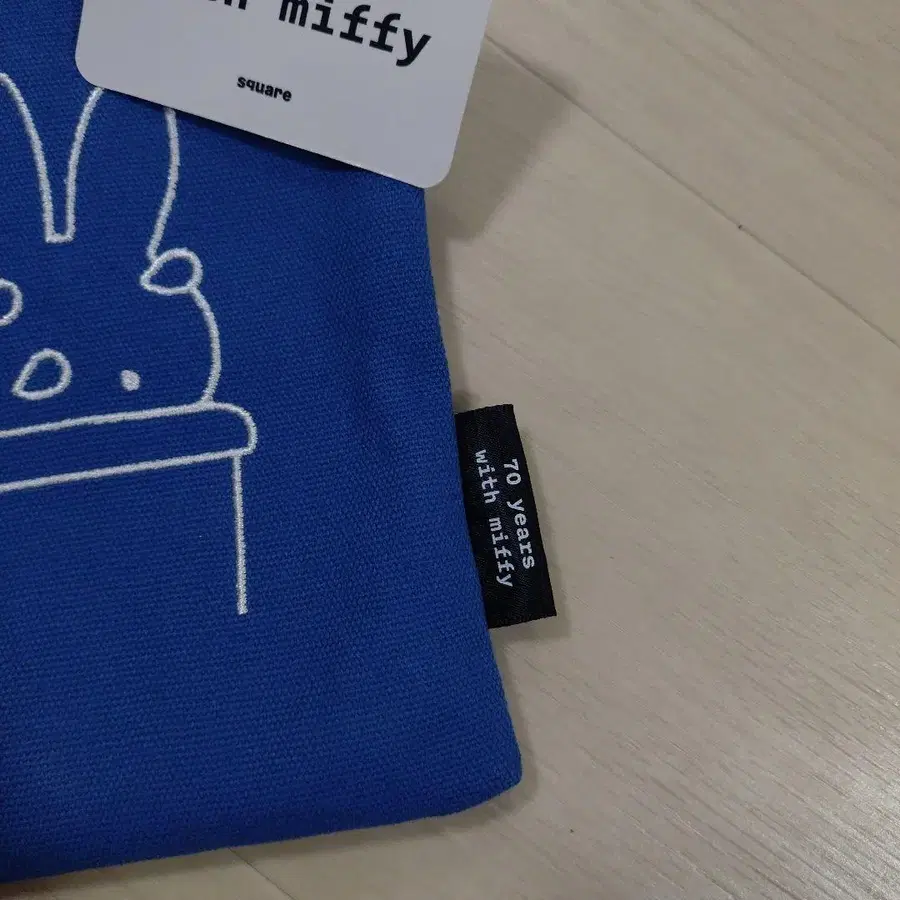 miffy
square
70 years
with miffy